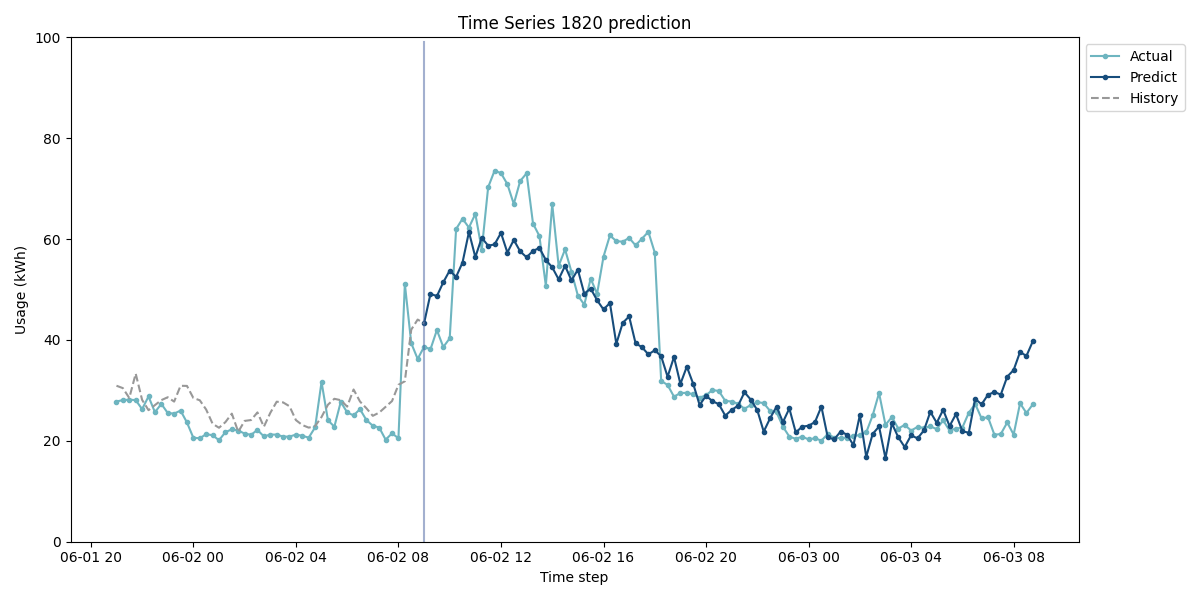 Time Series 1820 prediction
100
80
60
40
20
0
Usage (kWh)
06-01 20
06-02 00
06-02 04
06-02 08
06-02 12
06-02 16
06-02 20
06-03 00
06-03 04
06-03 08
Time step
Actual
Predict
History